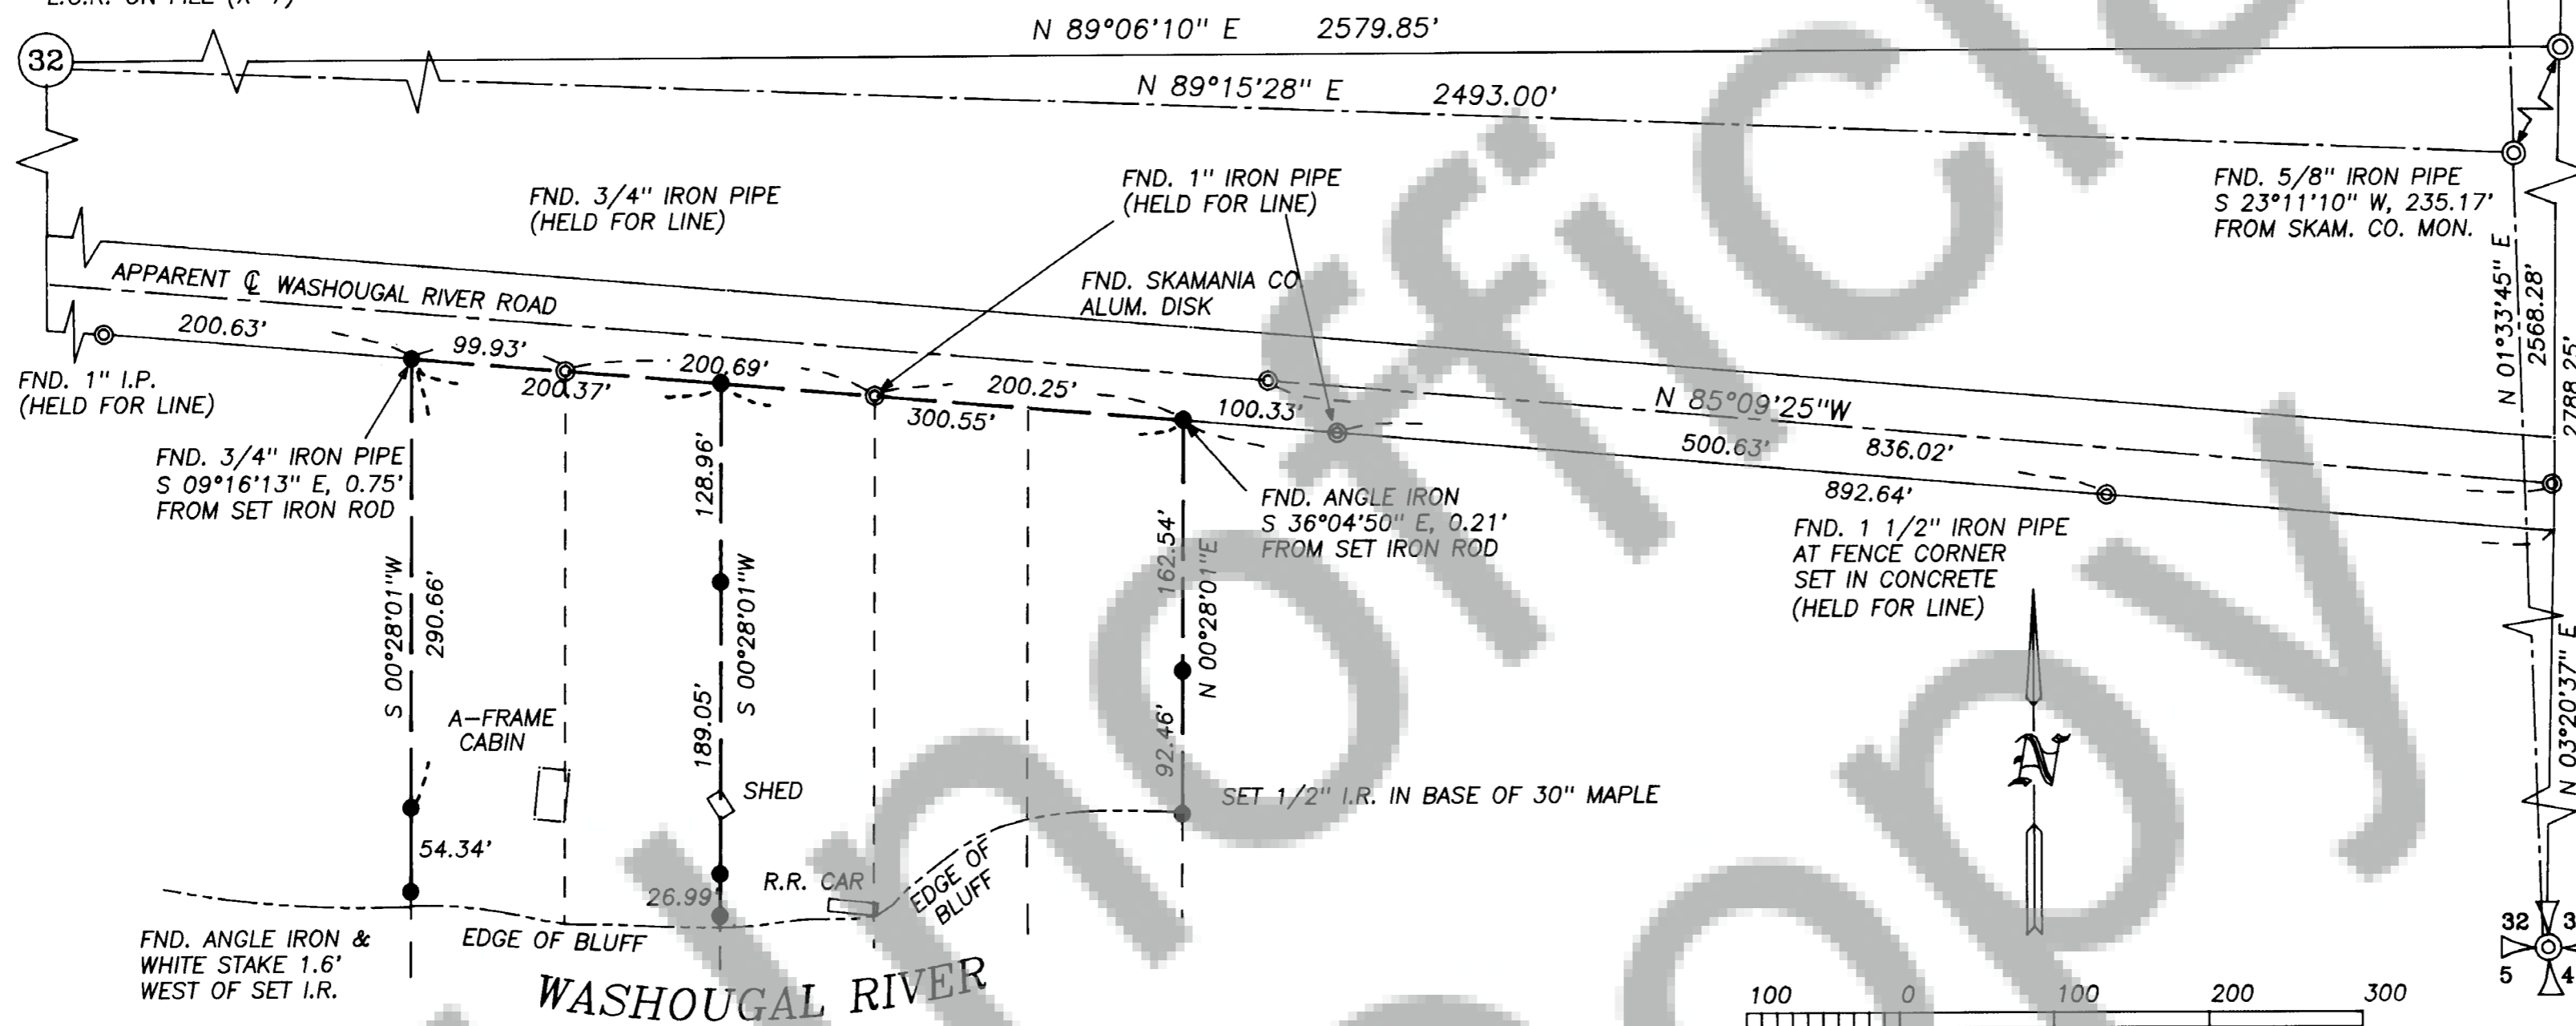 N 89°06'10" E 2579.85'
32
N 89°15'28" E 2493.00'
FND. 3/4" IRON PIPE
(HELD FOR LINE)
FND. 1" IRON PIPE
(HELD FOR LINE)
FND. 5/8" IRON PIPE
S 23°11'10" W, 235.17'
FROM SKAM. CO. MON.
N 01°33'45" E
2568.28'
2788.25'
FND. SKAMANIA CO
ALUM. DISK
APPARENT ℄ WASHOUGAL RIVER ROAD
200.63'
99.93'
200.37'
200.69'
300.55'
200.25'
100.33'
N 85°09'25"W
500.63'
836.02'
892.64'
FND. 1" I.P.
(HELD FOR LINE)
FND. 3/4" IRON PIPE
S 09°16'13" E, 0.75'
FROM SET IRON ROD
FND. ANGLE IRON
S 36°04'50" E, 0.21'
FROM SET IRON ROD
FND. 1 1/2" IRON PIPE
AT FENCE CORNER
SET IN CONCRETE
(HELD FOR LINE)
S 00°28'01"W
290.66'
128.96'
S 00°28'01"W
189.05'
162.54'
N 00°28'01"E
92.46'
N 03°20'37" E
A-FRAME
CABIN
SHED
SET 1/2" I.R. IN BASE OF 30" MAPLE
54.34'
26.99'
R.R. CAR
EDGE OF
BLUFF
EDGE OF BLUFF
FND. ANGLE IRON &
WHITE STAKE 1.6'
WEST OF SET I.R.
WASHOUGAL RIVER
N
32 3
5 4
100 0 100 200 300
Unofficial
Copy